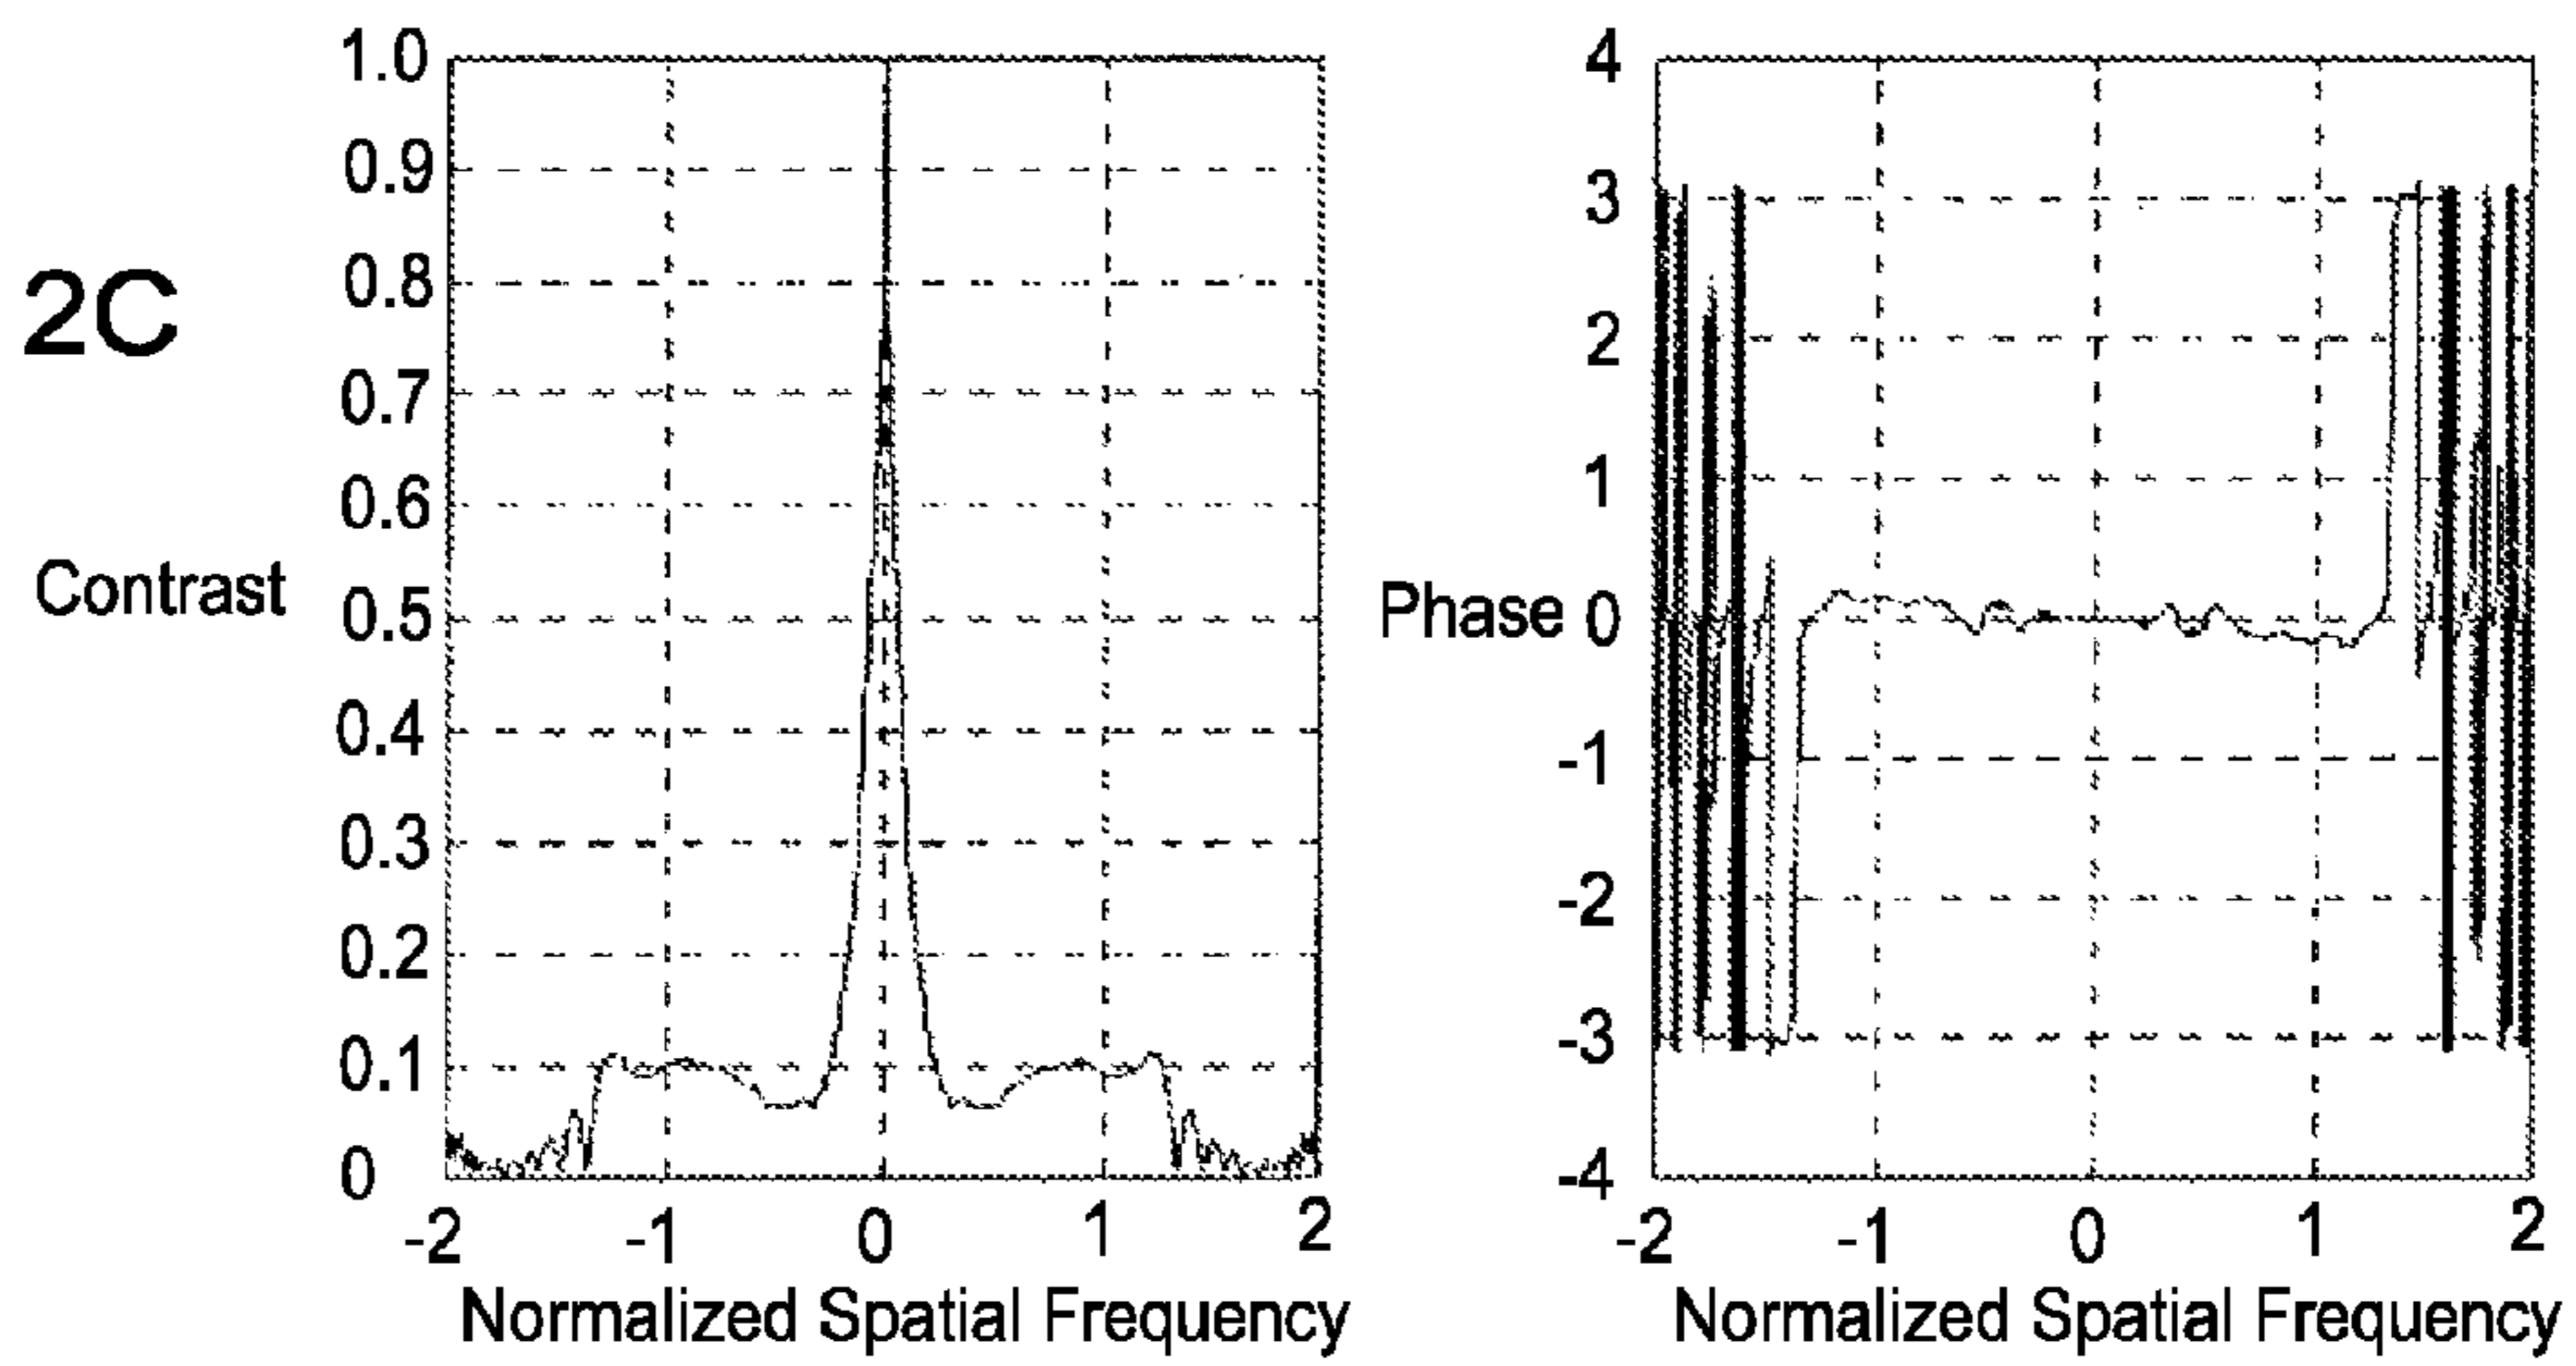 2C
Contrast
1.0
0.9
0.8
0.7
0.6
0.5
0.4
0.3
0.2
0.1
0
-2 -1 0 1 2
Normalized Spatial Frequency
Phase
4
3
2
1
0
-1
-2
-3
-4
-2 -1 0 1 2
Normalized Spatial Frequency